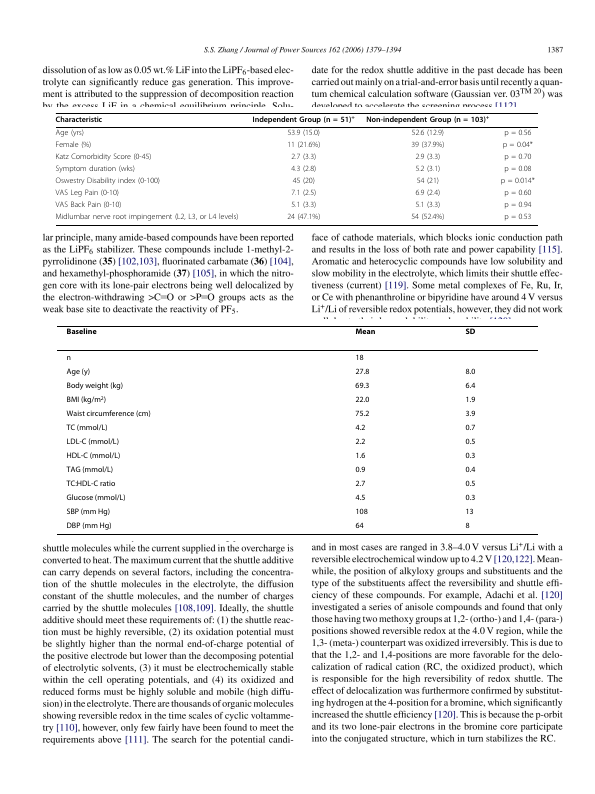 S.S. Zhang / Journal of Power Sources 162 (2006) 1379–1394 1387
dissolution of as low as 0.05 wt.% LiF into the LiPF6-based elec-
trolyte can significantly reduce gas generation. This improve-
ment is attributed to the suppression of decomposition reaction
by the excess LiF in a chemical equilibrium principle. Solu-
date for the redox shuttle additive in the past decade has been
carried out mainly on a trial-and-error basis until recently a quan-
tum chemical calculation software (Gaussian ver. 03TM 20) was
developed to accelerate the screening process [112].
Characteristic Independent Group (n = 51)+ Non-independent Group (n = 103)+
Age (yrs) 53.9 (15.0) 52.6 (12.9) p = 0.56
Female (%) 11 (21.6%) 39 (37.9%) p = 0.04*
Katz Comorbidity Score (0-45) 2.7 (3.3) 2.9 (3.3) p = 0.70
Symptom duration (wks) 4.3 (2.8) 5.2 (3.1) p = 0.08
Oswestry Disability index (0-100) 45 (20) 54 (21) p = 0.014*
VAS Leg Pain (0-10) 7.1 (2.5) 6.9 (2.4) p = 0.60
VAS Back Pain (0-10) 5.1 (3.3) 5.1 (3.3) p = 0.94
Midlumbar nerve root impingement (L2, L3, or L4 levels) 24 (47.1%) 54 (52.4%) p = 0.53
lar principle, many amide-based compounds have been reported
as the LiPF6 stabilizer. These compounds include 1-methyl-2-
pyrrolidinone (35) [102,103], fluorinated carbamate (36) [104],
and hexamethyl-phosphoramide (37) [105], in which the nitro-
gen core with its lone-pair electrons being well delocalized by
the electron-withdrawing >C=O or >P=O groups acts as the
weak base site to deactivate the reactivity of PF5.
face of cathode materials, which blocks ionic conduction path
and results in the loss of both rate and power capability [115].
Aromatic and heterocyclic compounds have low solubility and
slow mobility in the electrolyte, which limits their shuttle effec-
tiveness (current) [119]. Some metal complexes of Fe, Ru, Ir,
or Ce with phenanthroline or bipyridine have around 4 V versus
Li+/Li of reversible redox potentials, however, they did not work
Baseline Mean SD
n 18
Age (y) 27.8 8.0
Body weight (kg) 69.3 6.4
BMI (kg/m2) 22.0 1.9
Waist circumference (cm) 75.2 3.9
TC (mmol/L) 4.2 0.7
LDL-C (mmol/L) 2.2 0.5
HDL-C (mmol/L) 1.6 0.3
TAG (mmol/L) 0.9 0.4
TC:HDL-C ratio 2.7 0.5
Glucose (mmol/L) 4.5 0.3
SBP (mm Hg) 108 13
DBP (mm Hg) 64 8
shuttle molecules while the current supplied in the overcharge is
converted to heat. The maximum current that the shuttle additive
can carry depends on several factors, including the concentra-
tion of the shuttle molecules in the electrolyte, the diffusion
constant of the shuttle molecules, and the number of charges
carried by the shuttle molecules [108,109]. Ideally, the shuttle
additive should meet these requirements of: (1) the shuttle reac-
tion must be highly reversible, (2) its oxidation potential must
be slightly higher than the normal end-of-charge potential of
the positive electrode but lower than the decomposing potential
of electrolytic solvents, (3) it must be electrochemically stable
within the cell operating potentials, and (4) its oxidized and
reduced forms must be highly soluble and mobile (high diffu-
sion) in the electrolyte. There are thousands of organic molecules
showing reversible redox in the time scales of cyclic voltamme-
try [110], however, only few fairly have been found to meet the
requirements above [111]. The search for the potential candi-
and in most cases are ranged in 3.8–4.0 V versus Li+/Li with a
reversible electrochemical window up to 4.2 V [120,122]. Mean-
while, the position of alkyloxy groups and substituents and the
type of the substituents affect the reversibility and shuttle effi-
ciency of these compounds. For example, Adachi et al. [120]
investigated a series of anisole compounds and found that only
those having two methoxy groups at 1,2- (ortho-) and 1,4- (para-)
positions showed reversible redox at the 4.0 V region, while the
1,3- (meta-) counterpart was oxidized irreversibly. This is due to
that the 1,2- and 1,4-positions are more favorable for the delo-
calization of radical cation (RC, the oxidized product), which
is responsible for the high reversibility of redox shuttle. The
effect of delocalization was furthermore confirmed by substitut-
ing hydrogen at the 4-position for a bromine, which significantly
increased the shuttle efficiency [120]. This is because the p-orbit
and its two lone-pair electrons in the bromine core participate
into the conjugated structure, which in turn stabilizes the RC.